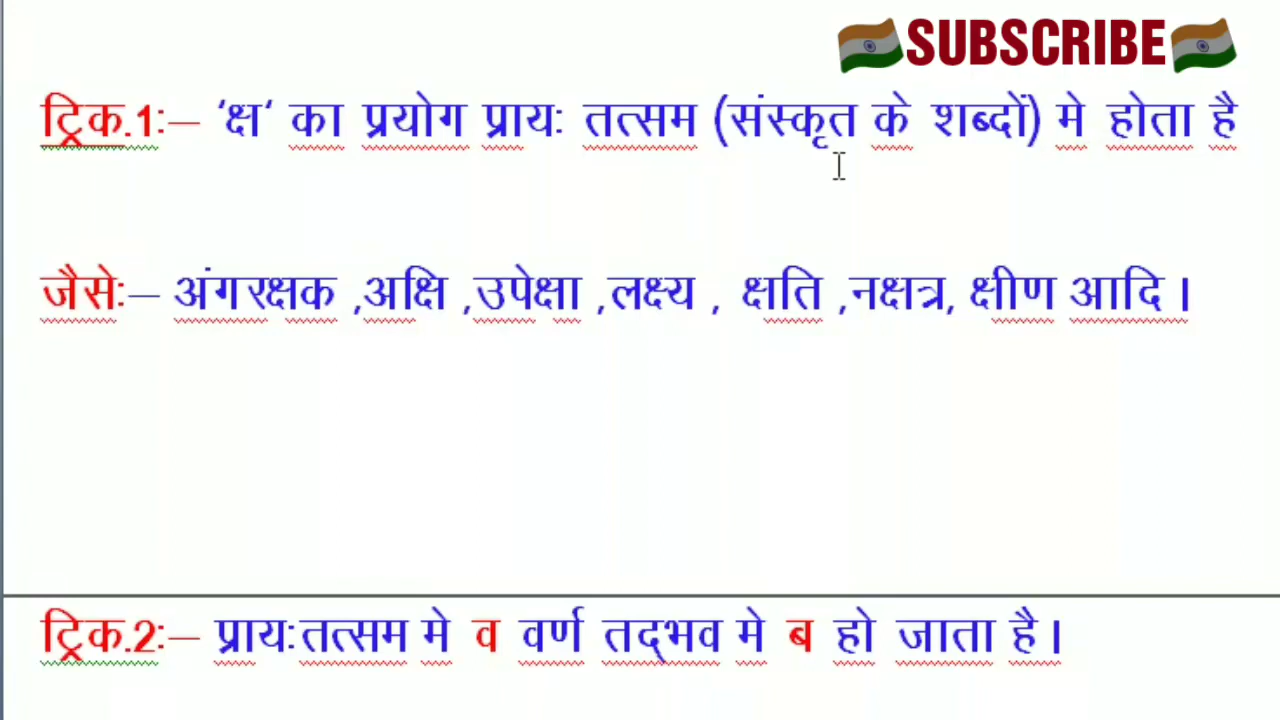 SUBSCRIBE
ट्रिक.1:– ‘क्ष‘ का प्रयोग प्रायः तत्सम (संस्कृत के शब्दों) मे होता है
जैसेः– अंगरक्षक ,अक्षि ,उपेक्षा ,लक्ष्य , क्षति ,नक्षत्र, क्षीण आदि ।
ट्रिक.2:– प्रायःतत्सम मे व वर्ण तद्भव मे ब हो जाता है ।